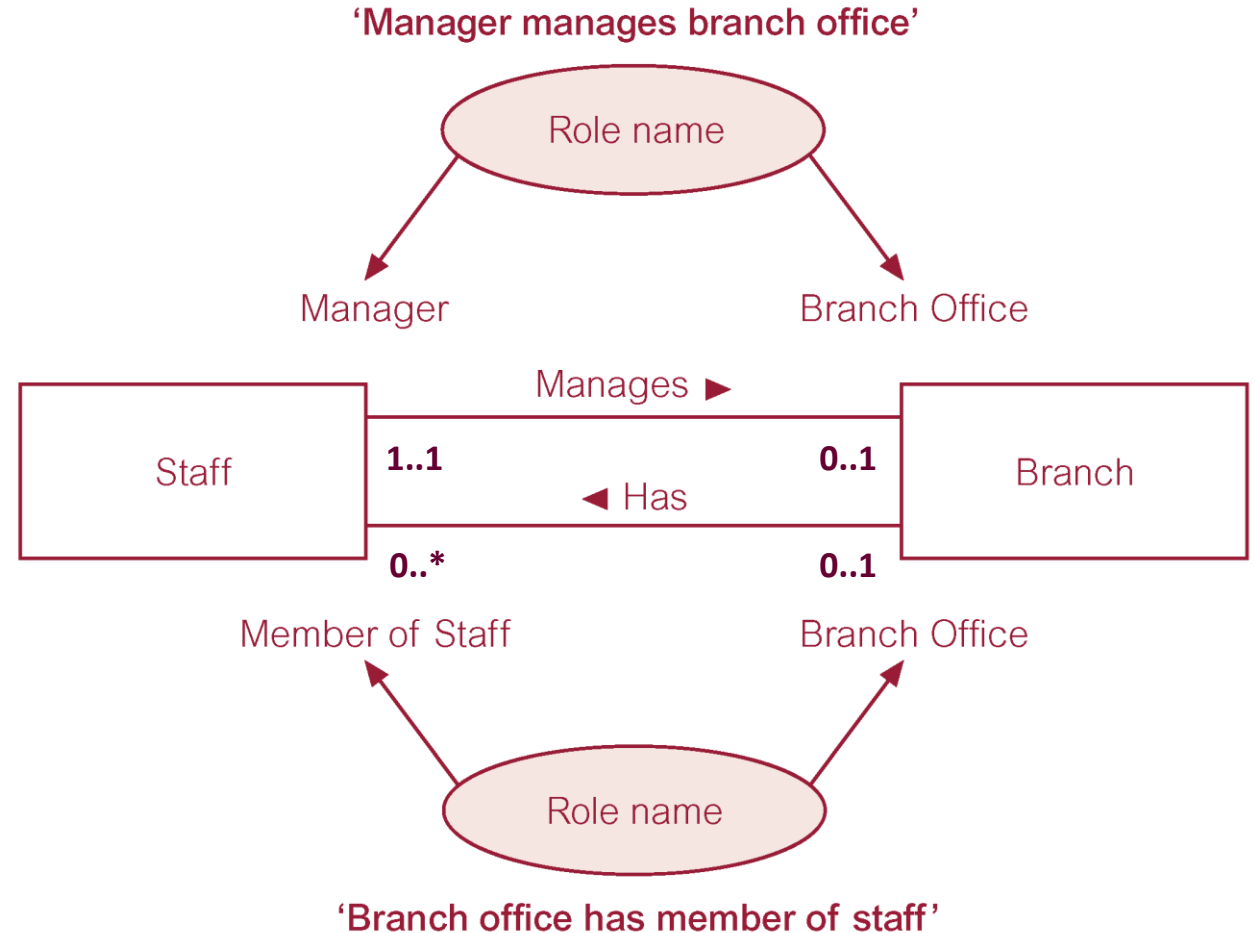 ‘Manager manages branch office’
Role name
Manager
Branch Office
Manages ►
Staff
1..1
0..1
Branch
◄ Has
0..*
0..1
Member of Staff
Branch Office
Role name
‘Branch office has member of staff’